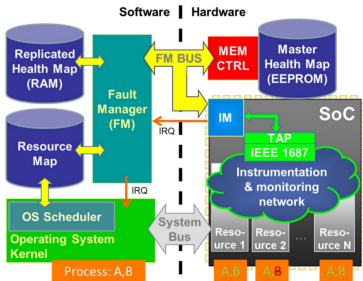 Software
Hardware
Replicated
Health Map
(RAM)
Fault
Manager
(FM)
FM BUS
MEM
CTRL
Master
Health Map
(EEPROM)
IRQ
IM
SoC
TAP
IEEE 1687
Resource
Map
IRQ
Instrumentation
& monitoring
network
OS Scheduler
Operating System
Kernel
System
Bus
Reso-
urce 1
Reso-
urce 2
...
Reso-
urce N
Process: A,B
A,B
A,B
...
A,B